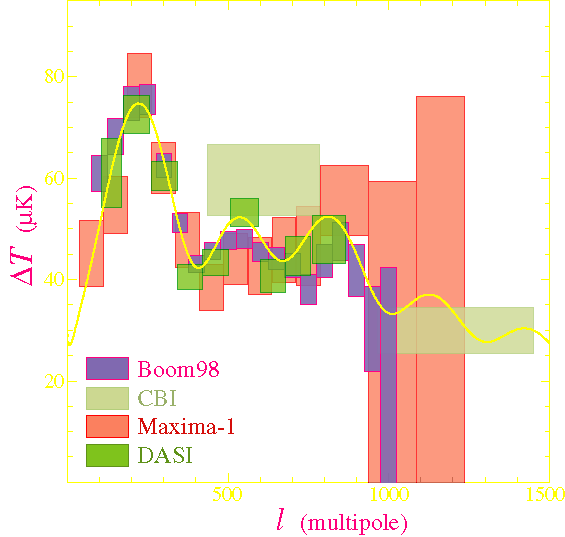 80
60
40
20
ΔT (μK)
Boom98
CBI
Maxima-1
DASI
500
1000
1500
l (multipole)